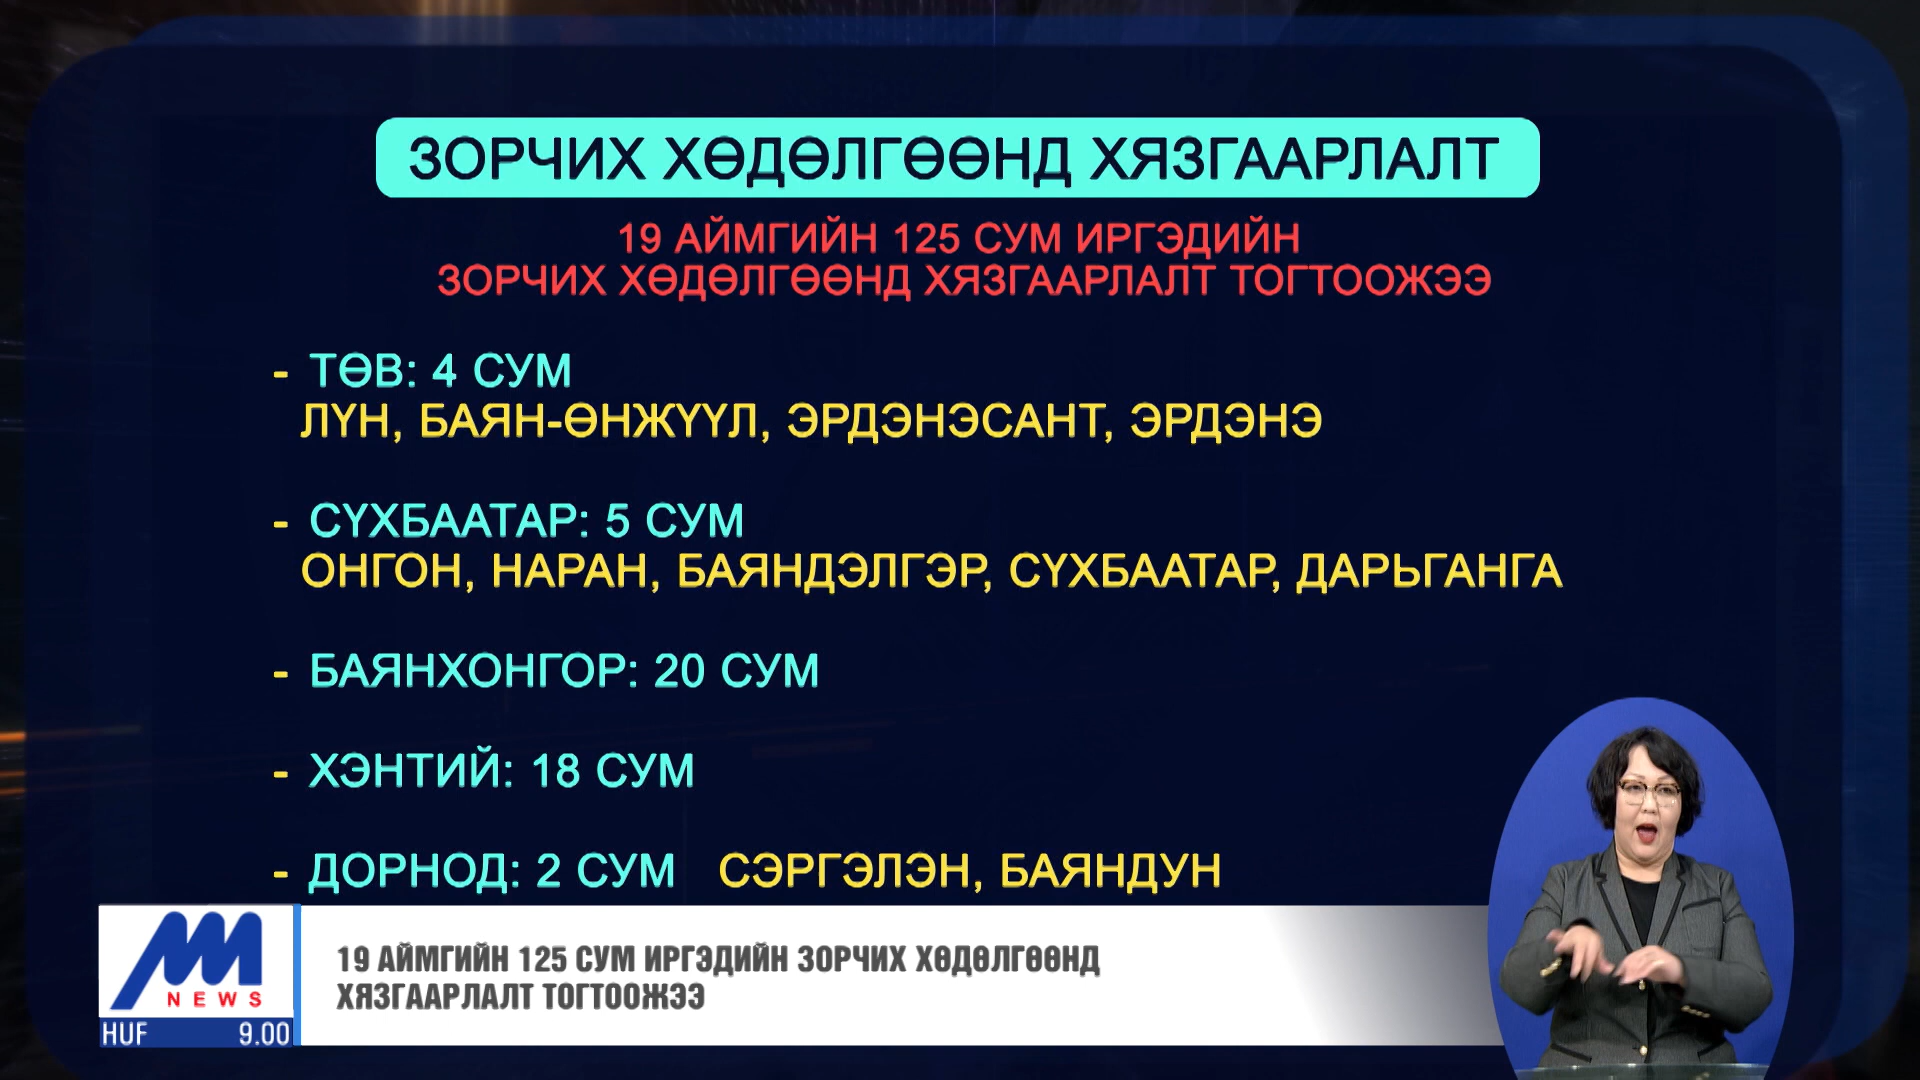 ЗОРЧИХ ХӨДӨЛГӨӨНД ХЯЗГААРЛАЛТ
19 АЙМГИЙН 125 СУМ ИРГЭДИЙН
ЗОРЧИХ ХӨДӨЛГӨӨНД ХЯЗГААРЛАЛТ ТОГТООЖЭЭ
- ТӨВ: 4 СУМ
ЛҮН, БАЯН-ӨНЖҮҮЛ, ЭРДЭНЭСАНТ, ЭРДЭНЭ
- СҮХБААТАР: 5 СУМ
ОНГОН, НАРАН, БАЯНДЭЛГЭР, СҮХБААТАР, ДАРЬГАНГА
- БАЯНХОНГОР: 20 СУМ
- ХЭНТИЙ: 18 СУМ
- ДОРНОД: 2 СУМ СЭРГЭЛЭН, БАЯНДУН
19 АЙМГИЙН 125 СУМ ИРГЭДИЙН ЗОРЧИХ ХӨДӨЛГӨӨНД
ХЯЗГААРЛАЛТ ТОГТООЖЭЭ
NEWS
HUF 9.00